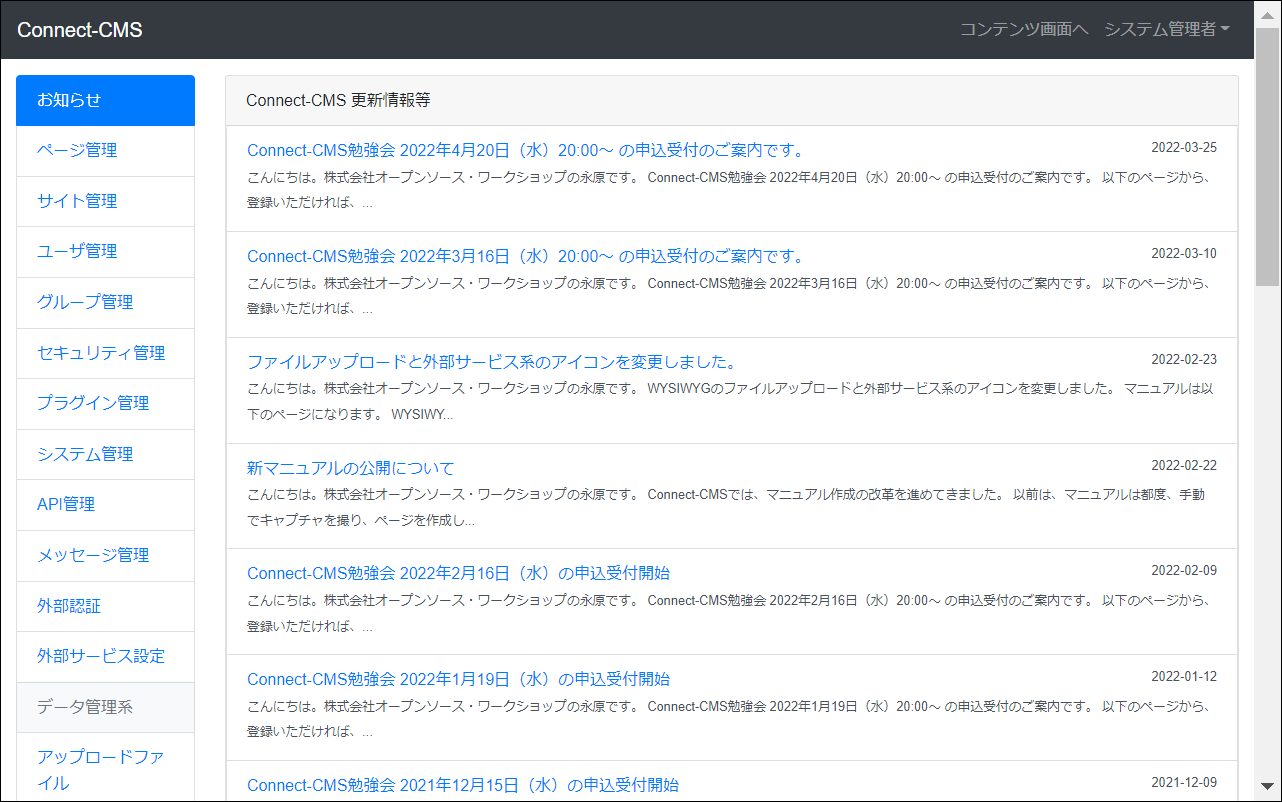 Connect-CMS
コンテンツ画面へ システム管理者
お知らせ
ページ管理
サイト管理
ユーザ管理
グループ管理
セキュリティ管理
プラグイン管理
システム管理
API管理
メッセージ管理
外部認証
外部サービス設定
データ管理系
アップロードファ
イル
Connect-CMS 更新情報等
Connect-CMS勉強会 2022年4月20日（水）20:00～ の申込受付のご案内です。 2022-03-25
こんにちは。株式会社オープンソース・ワークショップの永原です。 Connect-CMS勉強会 2022年4月20日（水）20:00～ の申込受付のご案内です。 以下のページから、
登録いただければ、...
Connect-CMS勉強会 2022年3月16日（水）20:00～ の申込受付のご案内です。 2022-03-10
こんにちは。株式会社オープンソース・ワークショップの永原です。 Connect-CMS勉強会 2022年3月16日（水）20:00～ の申込受付のご案内です。 以下のページから、
登録いただければ、...
ファイルアップロードと外部サービス系のアイコンを変更しました。 2022-02-23
こんにちは。株式会社オープンソース・ワークショップの永原です。 WYSIWYGのファイルアップロードと外部サービス系のアイコンを変更しました。 マニュアルは以
下のページになります。 WYSIWY...
新マニュアルの公開について 2022-02-22
こんにちは。株式会社オープンソース・ワークショップの永原です。 Connect-CMSでは、マニュアル作成の改革を進めてきました。 以前は、マニュアルは都度、手動
でキャプチャを撮り、ページを作成し...
Connect-CMS勉強会 2022年2月16日（水）の申込受付開始 2022-02-09
こんにちは。株式会社オープンソース・ワークショップの永原です。 Connect-CMS勉強会 2022年2月16日（水）20:00～ の申込受付のご案内です。 以下のページから、
登録いただければ、...
Connect-CMS勉強会 2022年1月19日（水）の申込受付開始 2022-01-12
こんにちは。株式会社オープンソース・ワークショップの永原です。 Connect-CMS勉強会 2022年1月19日（水）20:00～ の申込受付のご案内です。 以下のページから、
登録いただければ、...
Connect-CMS勉強会 2021年12月15日（水）の申込受付開始 2021-12-09